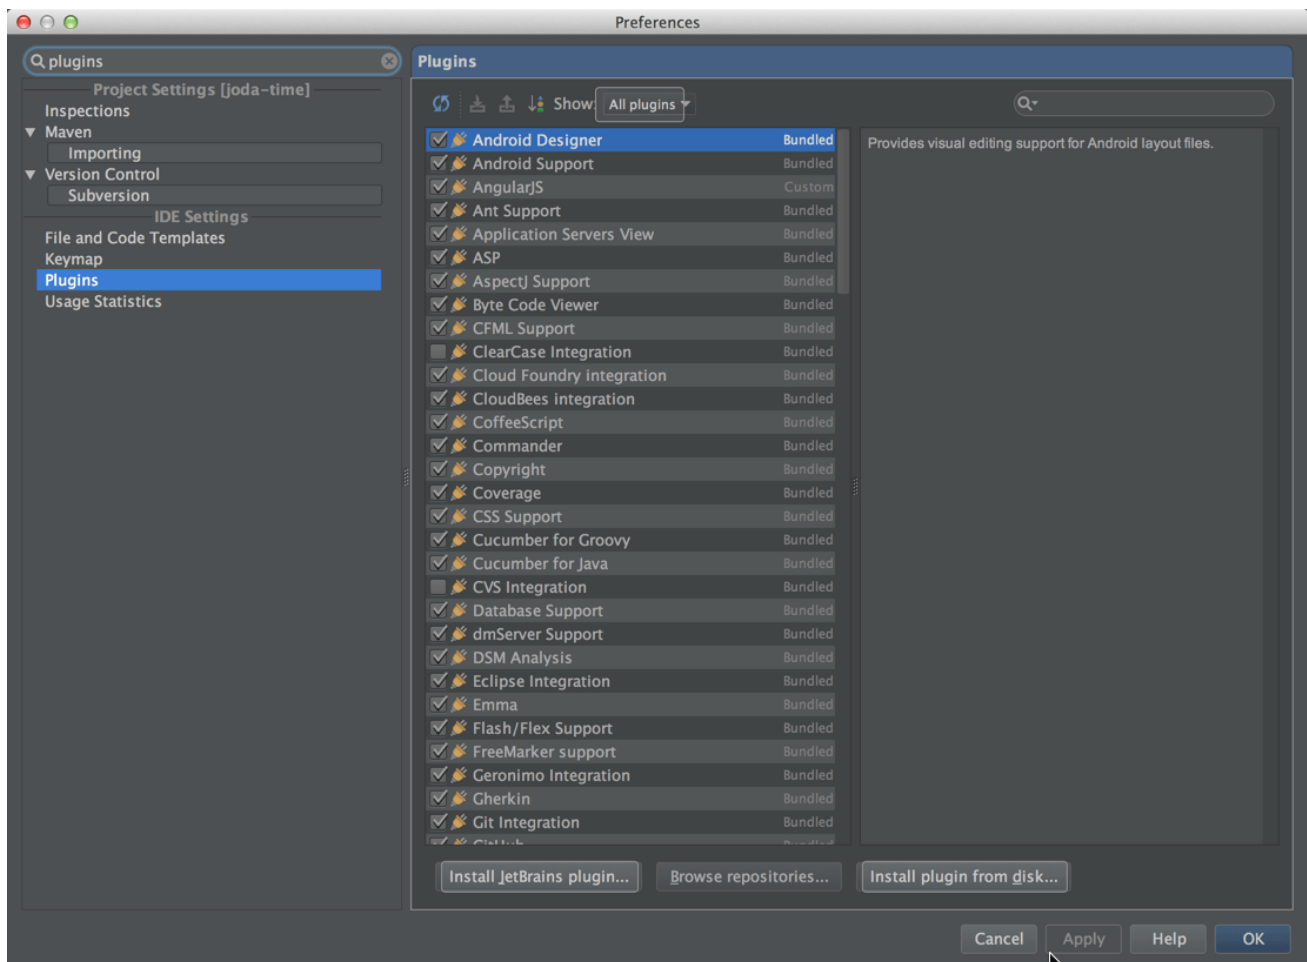 Preferences
plugins
Project Settings [joda-time]
Inspections
Maven
Importing
Version Control
Subversion
IDE Settings
File and Code Templates
Keymap
Plugins
Usage Statistics
Plugins
Show: All plugins
Android Designer Bundled
Android Support Bundled
AngularJS Custom
Ant Support Bundled
Application Servers View Bundled
ASP Bundled
AspectJ Support Bundled
Byte Code Viewer Bundled
CFML Support Bundled
ClearCase Integration Bundled
Cloud Foundry integration Bundled
CloudBees integration Bundled
CoffeeScript Bundled
Commander Bundled
Copyright Bundled
Coverage Bundled
CSS Support Bundled
Cucumber for Groovy Bundled
Cucumber for Java Bundled
CVS Integration Bundled
Database Support Bundled
dmServer Support Bundled
DSM Analysis Bundled
Eclipse Integration Bundled
Emma Bundled
Flash/Flex Support Bundled
FreeMarker support Bundled
Geronimo Integration Bundled
Gherkin Bundled
Git Integration Bundled
GitHub Bundled
Provides visual editing support for Android layout files.
Install JetBrains plugin... Browse repositories... Install plugin from disk...
Cancel Apply Help OK